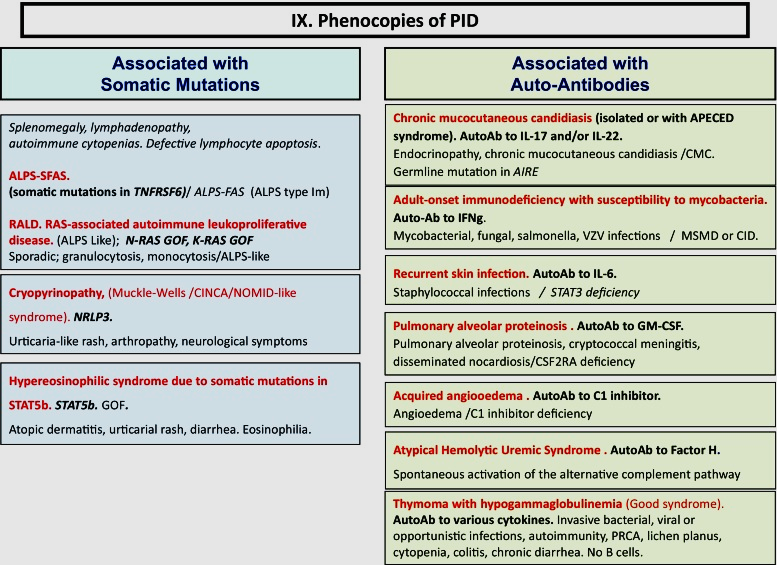 IX. Phenocopies of PID
Associated with
Somatic Mutations
Splenomegaly, lymphadenopathy,
autoimmune cytopenias. Defective lymphocyte apoptosis.
ALPS-SFAS.
(somatic mutations in TNFRSF6)/ ALPS-FAS (ALPS type Im)
RALD. RAS-associated autoimmune leukoproliferative
disease. (ALPS Like); N-RAS GOF, K-RAS GOF
Sporadic; granulocytosis, monocytosis/ALPS-like
Cryopyrinopathy, (Muckle-Wells /CINCA/NOMID-like
syndrome). NRLP3.
Urticaria-like rash, arthropathy, neurological symptoms
Hypereosinophilic syndrome due to somatic mutations in
STAT5b. STAT5b. GOF.
Atopic dermatitis, urticarial rash, diarrhea. Eosinophilia.
Associated with
Auto-Antibodies
Chronic mucocutaneous candidiasis (isolated or with APECED
syndrome). AutoAb to IL-17 and/or IL-22.
Endocrinopathy, chronic mucocutaneous candidiasis /CMC.
Germline mutation in AIRE
Adult-onset immunodeficiency with susceptibility to mycobacteria.
Auto-Ab to IFNg.
Mycobacterial, fungal, salmonella, VZV infections / MSMD or CID.
Recurrent skin infection. AutoAb to IL-6.
Staphylococcal infections / STAT3 deficiency
Pulmonary alveolar proteinosis . AutoAb to GM-CSF.
Pulmonary alveolar proteinosis, cryptococcal meningitis,
disseminated nocardiosis/CSF2RA deficiency
Acquired angiooedema . AutoAb to C1 inhibitor.
Angioedema /C1 inhibitor deficiency
Atypical Hemolytic Uremic Syndrome . AutoAb to Factor H.
Spontaneous activation of the alternative complement pathway
Thymoma with hypogammaglobulinemia (Good syndrome).
AutoAb to various cytokines. Invasive bacterial, viral or
opportunistic infections, autoimmunity, PRCA, lichen planus,
cytopenia, colitis, chronic diarrhea. No B cells.